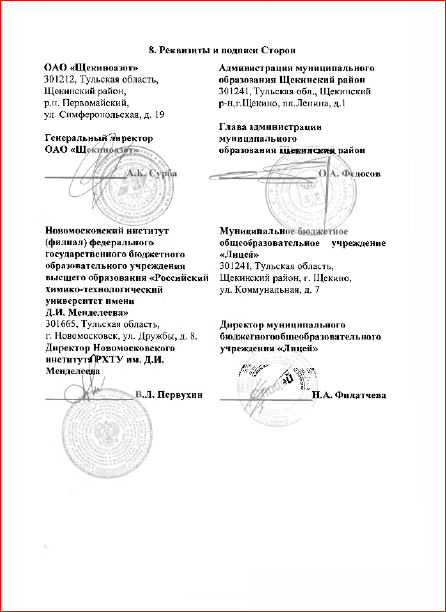 8. Реквизиты и подписи Сторон
ОАО «Щекиноазот»
301212, Тульская область,
Щекинский район,
р.п. Первомайский,
ул. Симферопольская, д. 19
Генеральный директор
ОАО «Щекиноазот»
А.К. Сурба
Администрация муниципального
образования Щекинский район
301241, Тульская обл., Щекинский
р-н,г.Щекино, пл.Ленина, д.1
Глава администрации
муниципального
образования Щекинский район
О.А. Федосов
Новомосковский институт
(филиал) федерального
государственного бюджетного
образовательного учреждения
высшего образования «Российский
химико-технологический
университет имени
Д.И. Менделеева»
301665, Тульская область,
г. Новомосковск, ул. Дружбы, д. 8.
Директор Новомосковского
института РХТУ им. Д.И.
Менделеева
В.Л. Первухин
Муниципальное бюджетное
общеобразовательное учреждение
«Лицей»
301241, Тульская область,
Щекинский район, г. Щекино,
ул. Коммунальная, д. 7
Директор муниципального
бюджетногообщеобразовательного
учреждения «Лицей»
Н.А. Филатчева